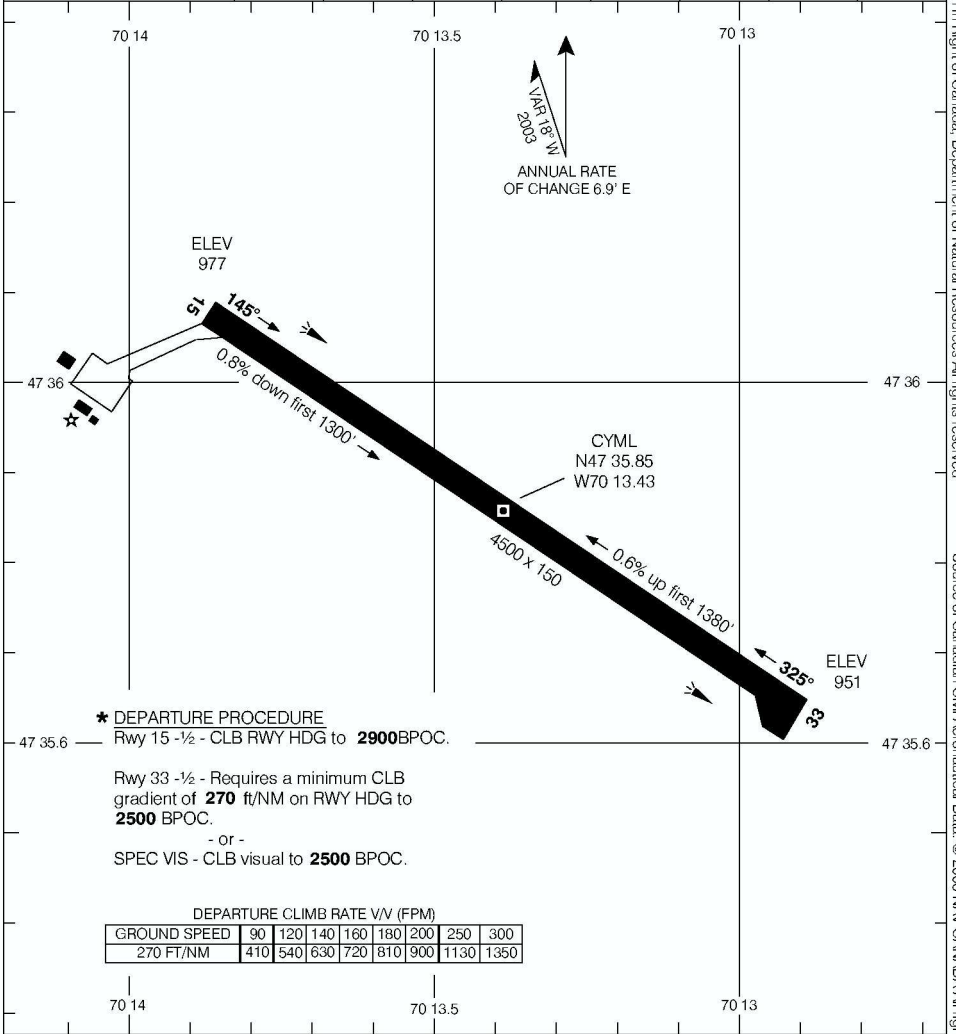 70 14
70 13.5
70 13
VAR 18° W
2003
ANNUAL RATE
OF CHANGE 6.9' E
ELEV
977
15
145°
0.8% down first 1300'
47 36
47 36
CYML
N47 35.85
W70 13.43
4500 x 150
0.6% up first 1380'
325°
ELEV
951
33
* DEPARTURE PROCEDURE
Rwy 15 -½ - CLB RWY HDG to 2900BPOC.
47 35.6
47 35.6
Rwy 33 -½ - Requires a minimum CLB
gradient of 270 ft/NM on RWY HDG to
2500 BPOC.
- or -
SPEC VIS - CLB visual to 2500 BPOC.
DEPARTURE CLIMB RATE V/V (FPM)
GROUND SPEED 90 120 140 160 180 200 250 300
270 FT/NM 410 540 630 720 810 900 1130 1350
70 14
70 13.5
70 13